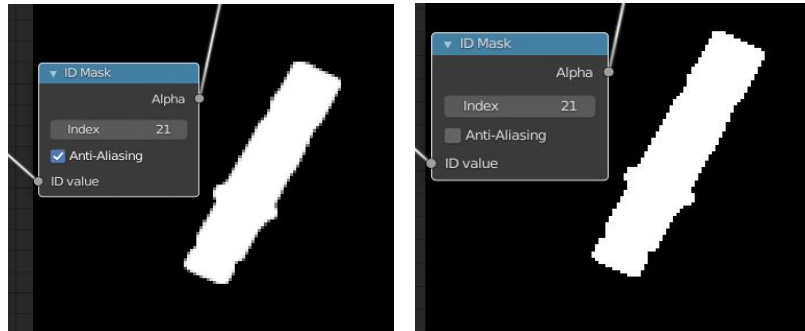 ID Mask
Alpha
Index 21
Anti-Aliasing
ID value
ID Mask
Alpha
Index 21
Anti-Aliasing
ID value